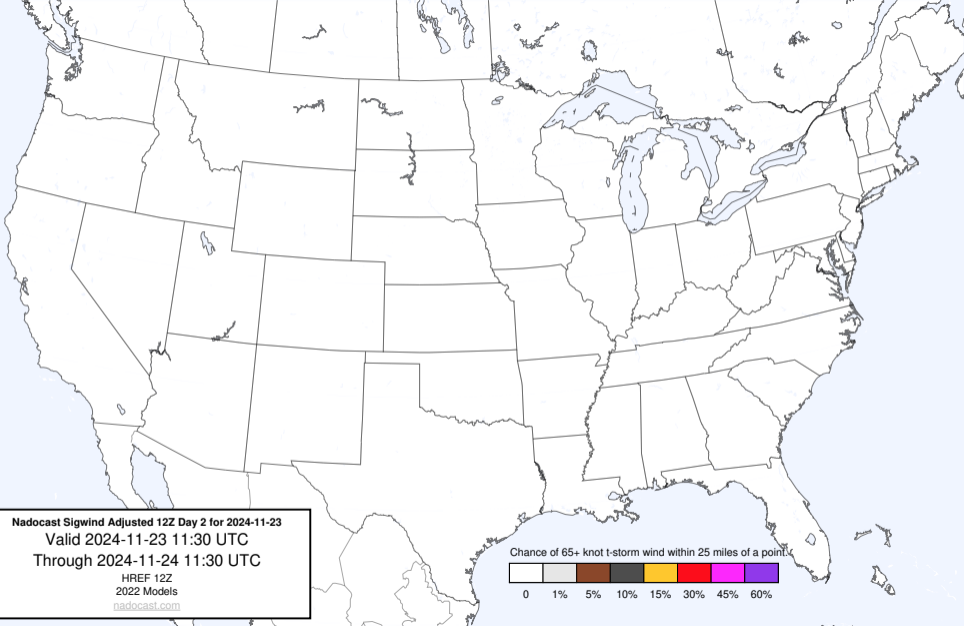 Nadocast Sigwind Adjusted 12Z Day 2 for 2024-11-23
Valid 2024-11-23 11:30 UTC
Through 2024-11-24 11:30 UTC
HREF 12Z
2022 Models
nadocast.com
Chance of 65+ knot t-storm wind within 25 miles of a point.
0 1% 5% 10% 15% 30% 45% 60%